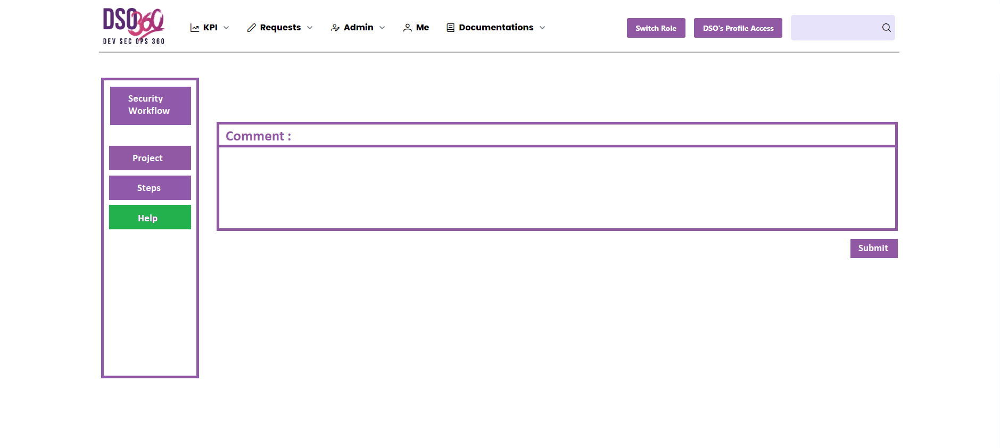 DSO360
DEV SEC OPS 360
KPI
Requests
Admin
Me
Documentations
Switch Role
DSO's Profile Access
Security
Workflow
Project
Steps
Help
Comment :
Submit